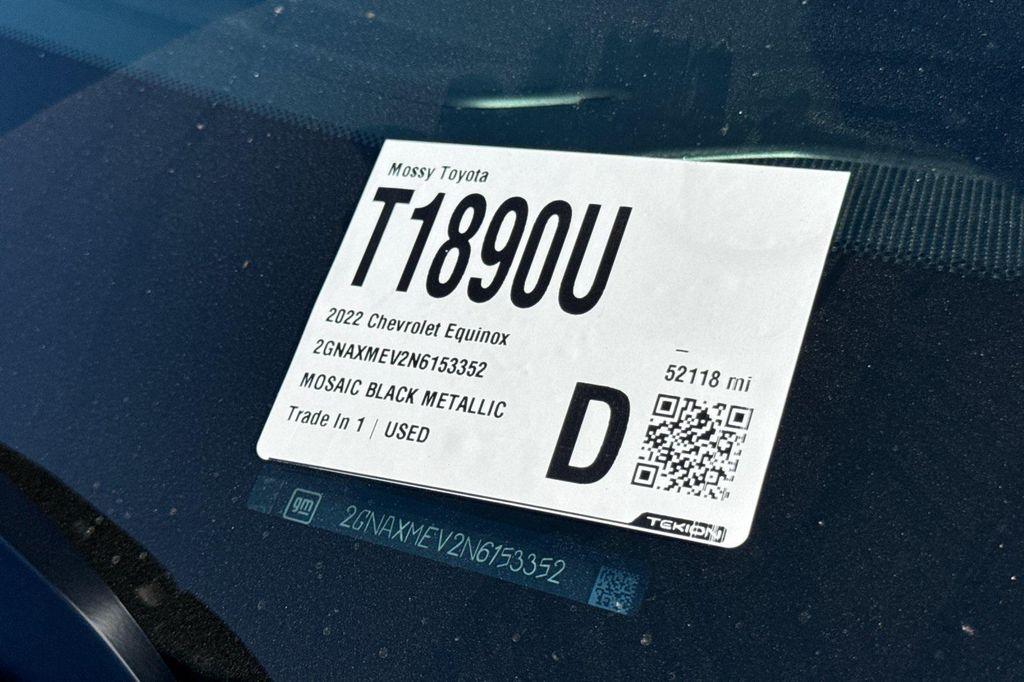 Mossy Toyota
T1890U
2022 Chevrolet Equinox
2GNAXMEV2N6153352
MOSAIC BLACK METALLIC
Trade In 1 | USED
–
52118 mi
D
TEKION
gm
2GNAXMEV2N6153352